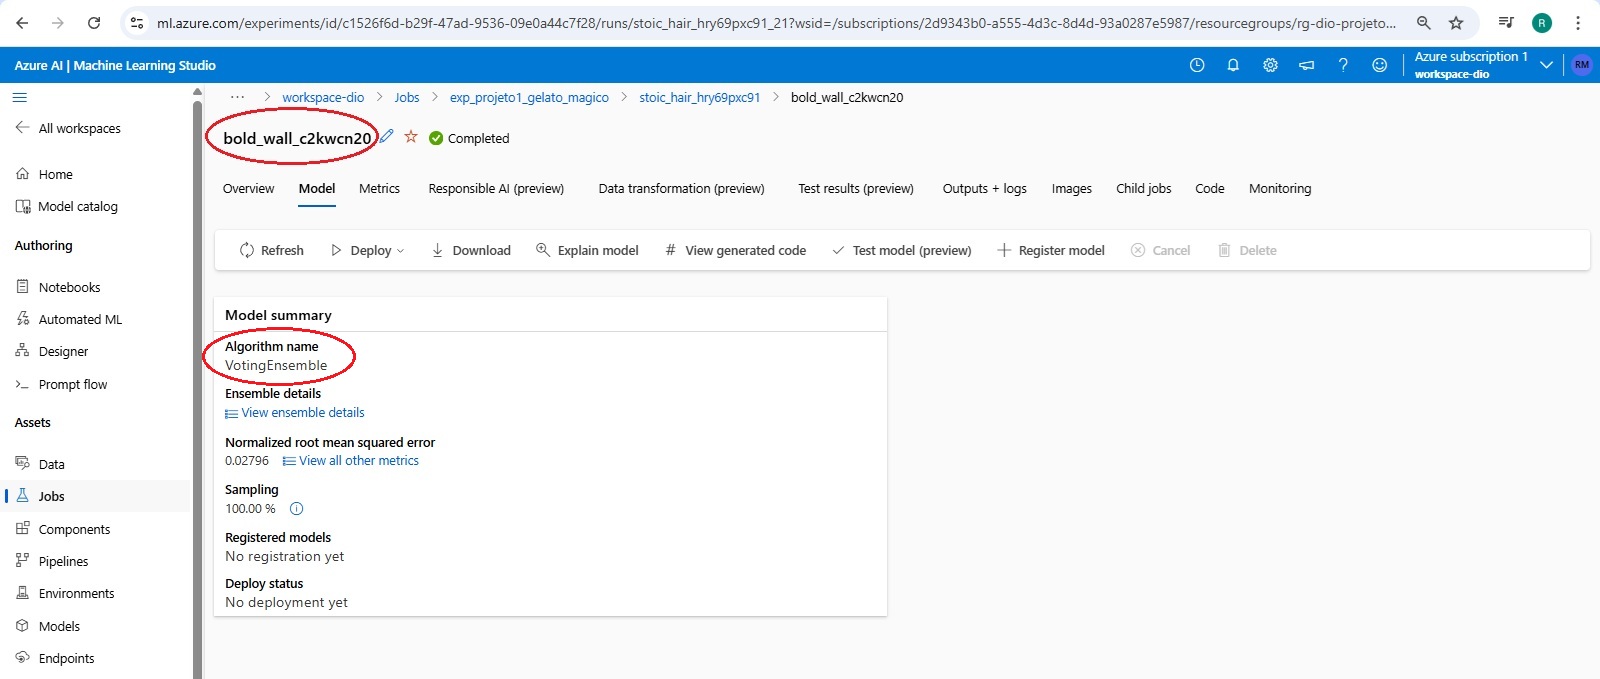 ml.azure.com/experiments/id/c1526f6d-b29f-47ad-9536-09e0a44c7f28/runs/stoic_hair_hry69pxc91_21?wsid=/subscriptions/2d9343b0-a555-4d3c-8d4d-93a0287e5987/resourcegroups/rg-dio-projeto...
R
Azure AI | Machine Learning Studio
Azure subscription 1
workspace-dio
RM
... > workspace-dio > Jobs > exp_projeto1_gelato_magico > stoic_hair_hry69pxc91 > bold_wall_c2kwcn20
All workspaces
Home
Model catalog
Authoring
Notebooks
Automated ML
Designer
Prompt flow
Assets
Data
Jobs
Components
Pipelines
Environments
Models
Endpoints
bold_wall_c2kwcn20 Completed
Overview Model Metrics Responsible AI (preview) Data transformation (preview) Test results (preview) Outputs + logs Images Child jobs Code Monitoring
Refresh Deploy Download Explain model # View generated code Test model (preview) Register model Cancel Delete
Model summary
Algorithm name
VotingEnsemble
Ensemble details
View ensemble details
Normalized root mean squared error
0.02796 View all other metrics
Sampling
100.00 %
Registered models
No registration yet
Deploy status
No deployment yet